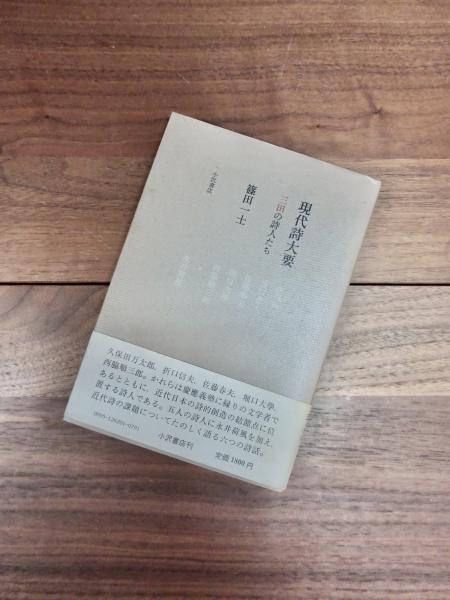 現代詩大要
三田の詩人たち
篠田一士
小沢書店
久保田万太郎、折口信夫、佐藤春夫、堀口大學、
西脇順三郎。かれらは慶應義塾に縁りの文学者で
あるとともに、近代日本の詩的創造の結節点に位
置する詩人である。五人の詩人に永井荷風を加え、
近代詩の課題についてたのしく語る六つの詩話。
小沢書店刊
定価1800円